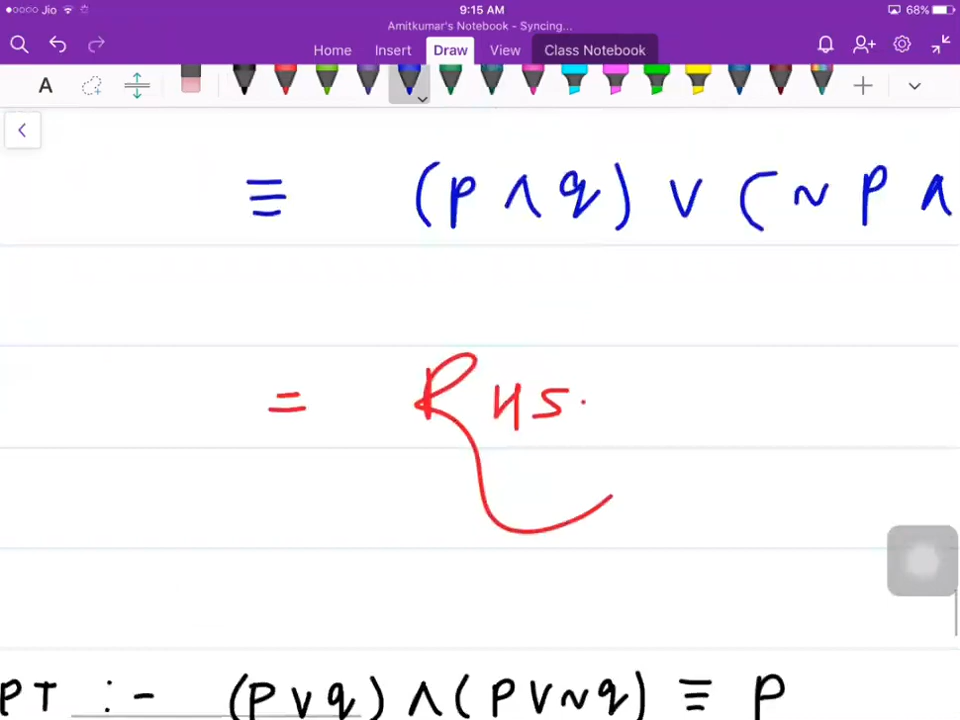 Jio 9:15 AM 68%
Amitkumar's Notebook - Syncing...
Home Insert Draw View Class Notebook
A
≡ (p ∧ q) ∨ (~ p ∧
= RHS.
PT :- (p ∨ q) ∧ (p ∨ ~q) ≡ p